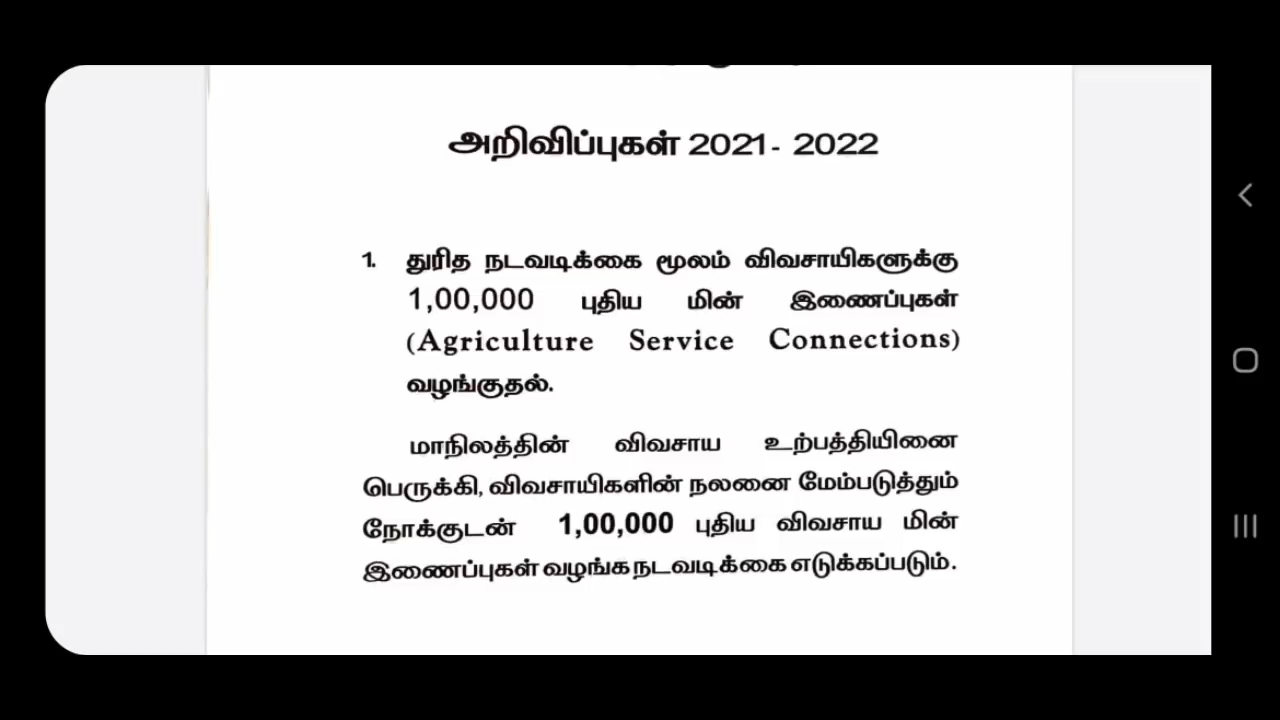 அறிவிப்புகள் 2021- 2022
1. துரித நடவடிக்கை மூலம் விவசாயிகளுக்கு
1,00,000 புதிய மின் இணைப்புகள்
(Agriculture Service Connections)
வழங்குதல்.
மாநிலத்தின் விவசாய உற்பத்தியினை
பெருக்கி, விவசாயிகளின் நலனை மேம்படுத்தும்
நோக்குடன் 1,00,000 புதிய விவசாய மின்
இணைப்புகள் வழங்க நடவடிக்கை எடுக்கப்படும்.